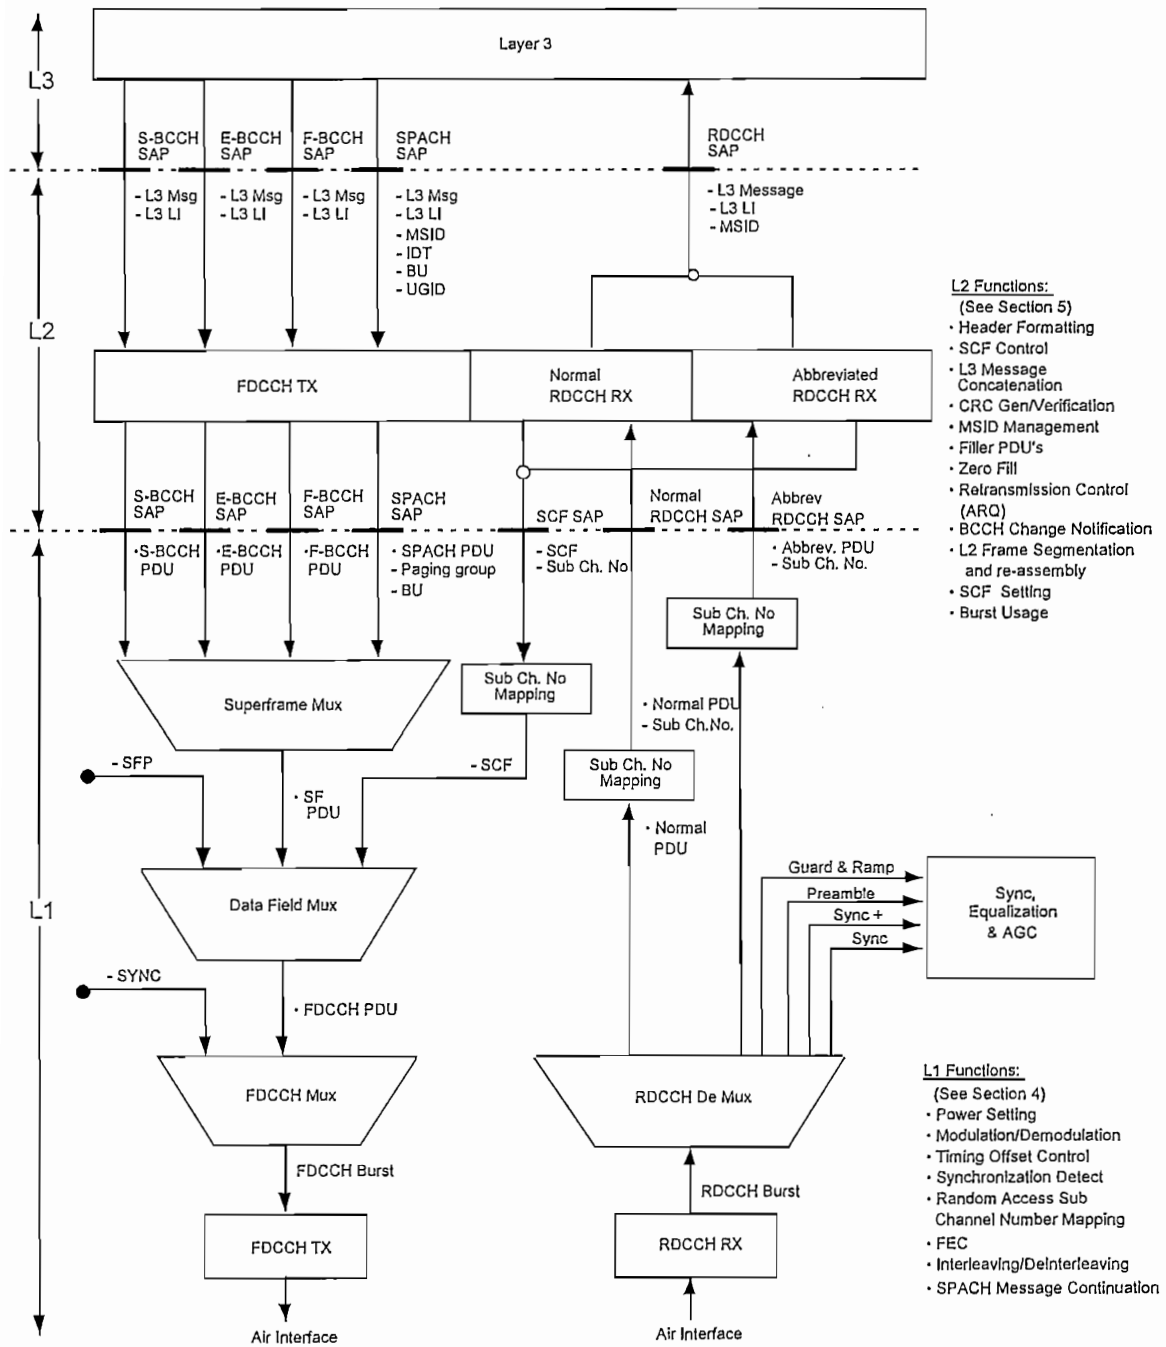 Layer 3
L3
S-BCCH
SAP
E-BCCH
SAP
F-BCCH
SAP
SPACH
SAP
RDCCH
SAP
- L3 Msg
- L3 LI
- L3 Msg
- L3 LI
- L3 Msg
- L3 LI
- L3 Msg
- L3 LI
- MSID
- IDT
- BU
- UGID
- L3 Message
- L3 LI
- MSID
L2
FDCCH TX
Normal
RDCCH RX
Abbreviated
RDCCH RX
L2 Functions:
(See Section 5)
· Header Formatting
· SCF Control
· L3 Message
Concatenation
· CRC Gen/Verification
· MSID Management
· Filler PDU's
· Zero Fill
· Retransmission Control
(ARQ)
· BCCH Change Notification
· L2 Frame Segmentation
and re-assembly
· SCF Setting
· Burst Usage
S-BCCH
SAP
E-BCCH
SAP
F-BCCH
SAP
SPACH
SAP
SCF SAP
Normal
RDCCH SAP
Abbrev
RDCCH SAP
·S-BCCH
PDU
·E-BCCH
PDU
·F-BCCH
PDU
· SPACH PDU
- Paging group
- BU
- SCF
- Sub Ch. No
· Abbrev. PDU
- Sub Ch. No.
Sub Ch. No
Mapping
Superframe Mux
Sub Ch. No
Mapping
· Normal PDU
- Sub Ch.No.
- SFP
· SF
PDU
- SCF
Sub Ch. No
Mapping
· Normal
PDU
L1
Data Field Mux
Guard & Ramp
Preamble
Sync +
Sync
Sync,
Equalization
& AGC
- SYNC
· FDCCH PDU
FDCCH Mux
RDCCH De Mux
L1 Functions:
(See Section 4)
· Power Setting
· Modulation/Demodulation
· Timing Offset Control
· Synchronization Detect
· Random Access Sub
Channel Number Mapping
· FEC
· Interleaving/Deinterleaving
· SPACH Message Continuation
FDCCH Burst
RDCCH Burst
FDCCH TX
RDCCH RX
Air Interface
Air Interface